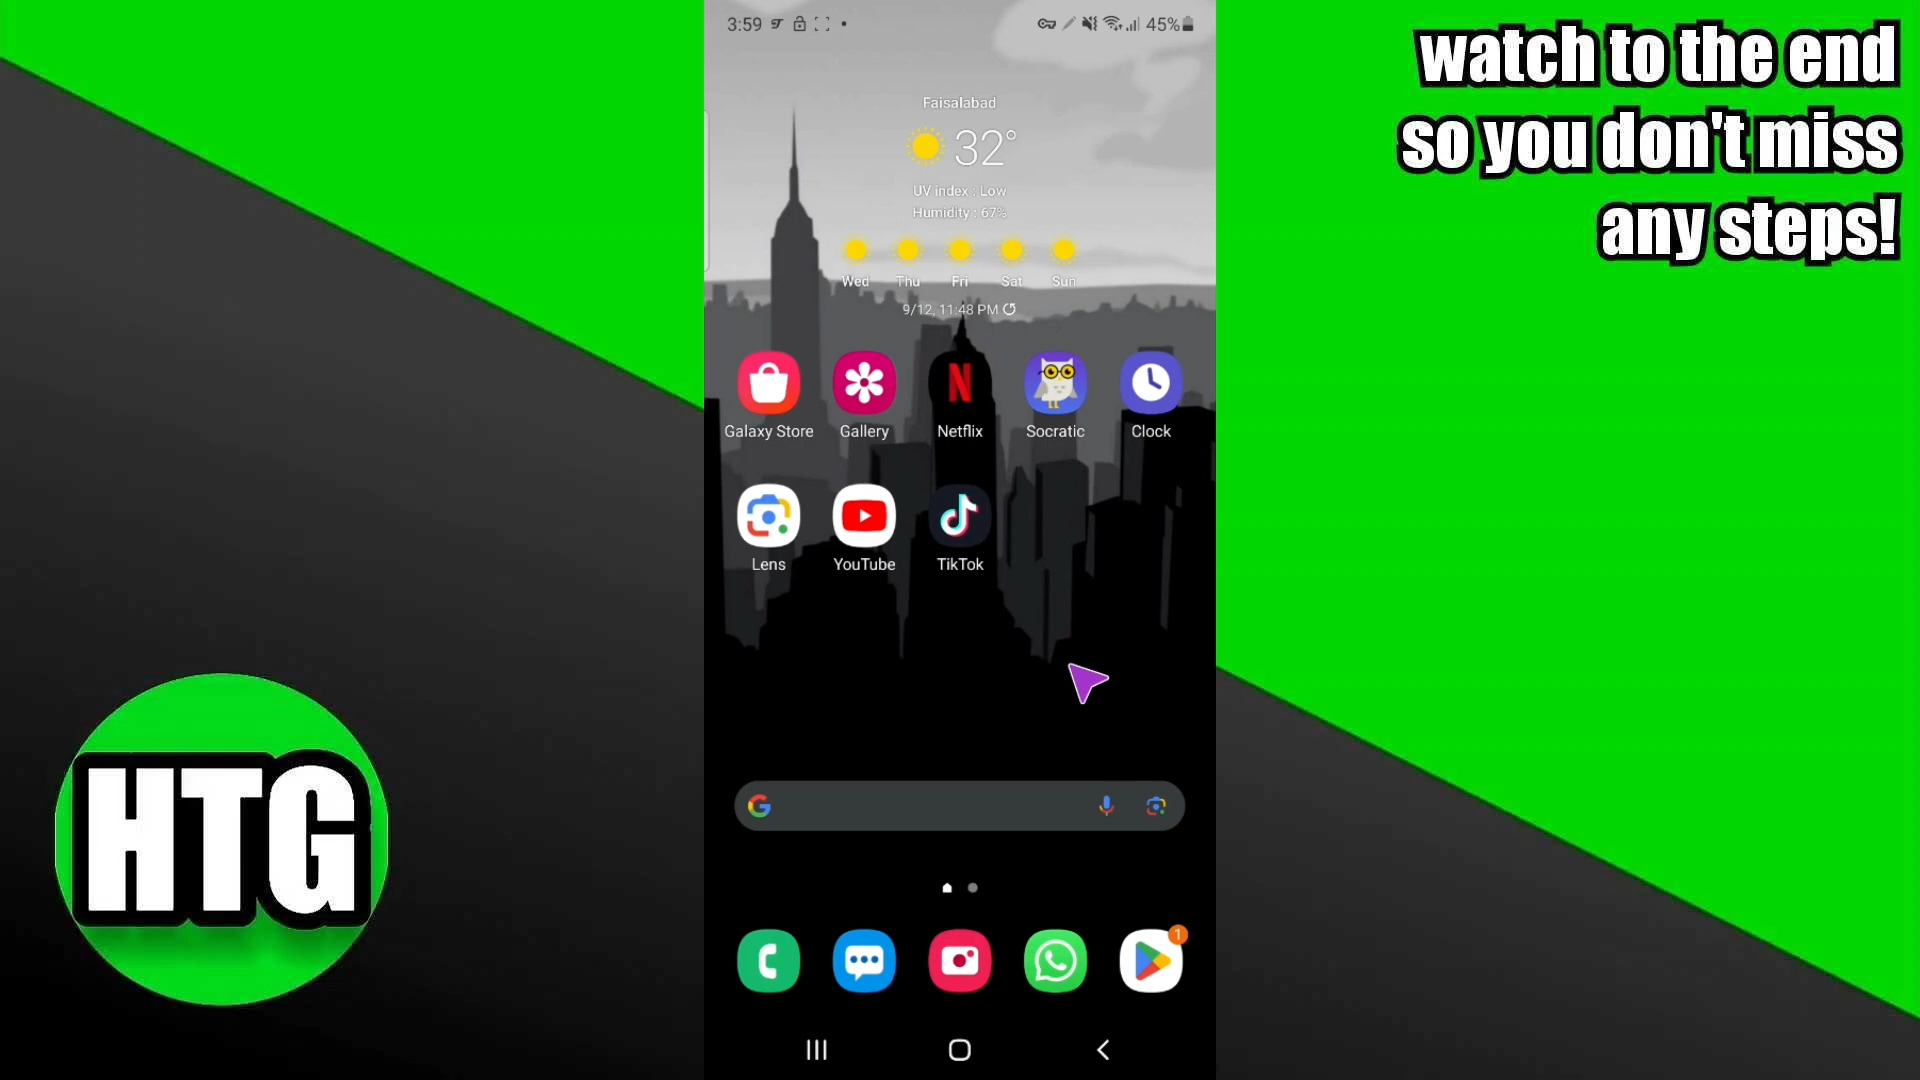 watch to the end
so you don't miss
any steps!
3:59
45%
Faisalabad
32°
UV index : Low
Humidity : 67%
Wed Thu Fri Sat Sun
9/12, 11:48 PM
Galaxy Store Gallery Netflix Socratic Clock
Lens YouTube TikTok
1
HTG